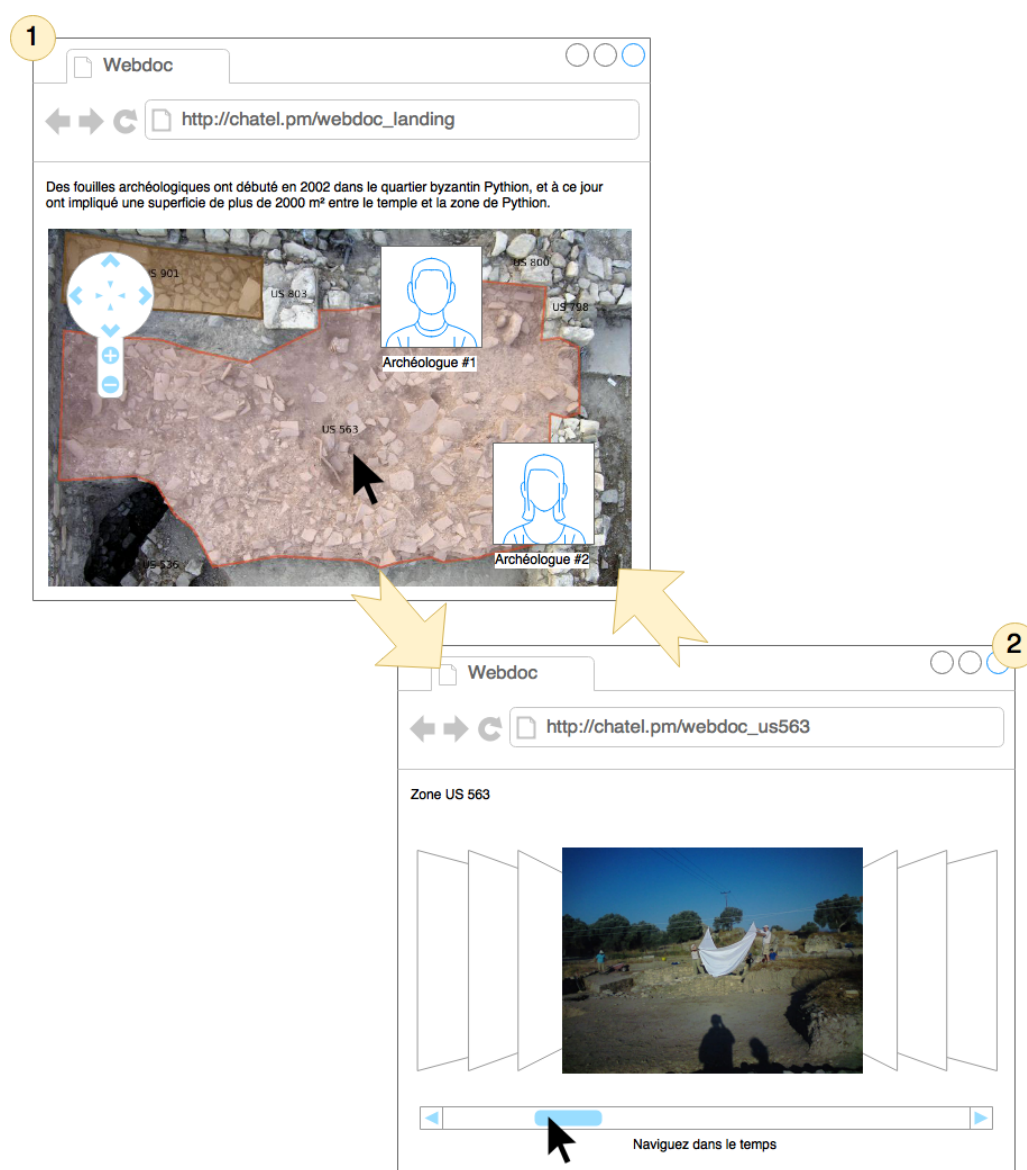 1
Webdoc
http://chatel.pm/webdoc_landing
Des fouilles archéologiques ont débuté en 2002 dans le quartier byzantin Pythion, et à ce jour
ont impliqué une superficie de plus de 2000 m² entre le temple et la zone de Pythion.
US 800
S 901
US 803
US 798
Archéologue #1
US 563
Archéologue #2
US 536
2
Webdoc
http://chatel.pm/webdoc_us563
Zone US 563
Naviguez dans le temps